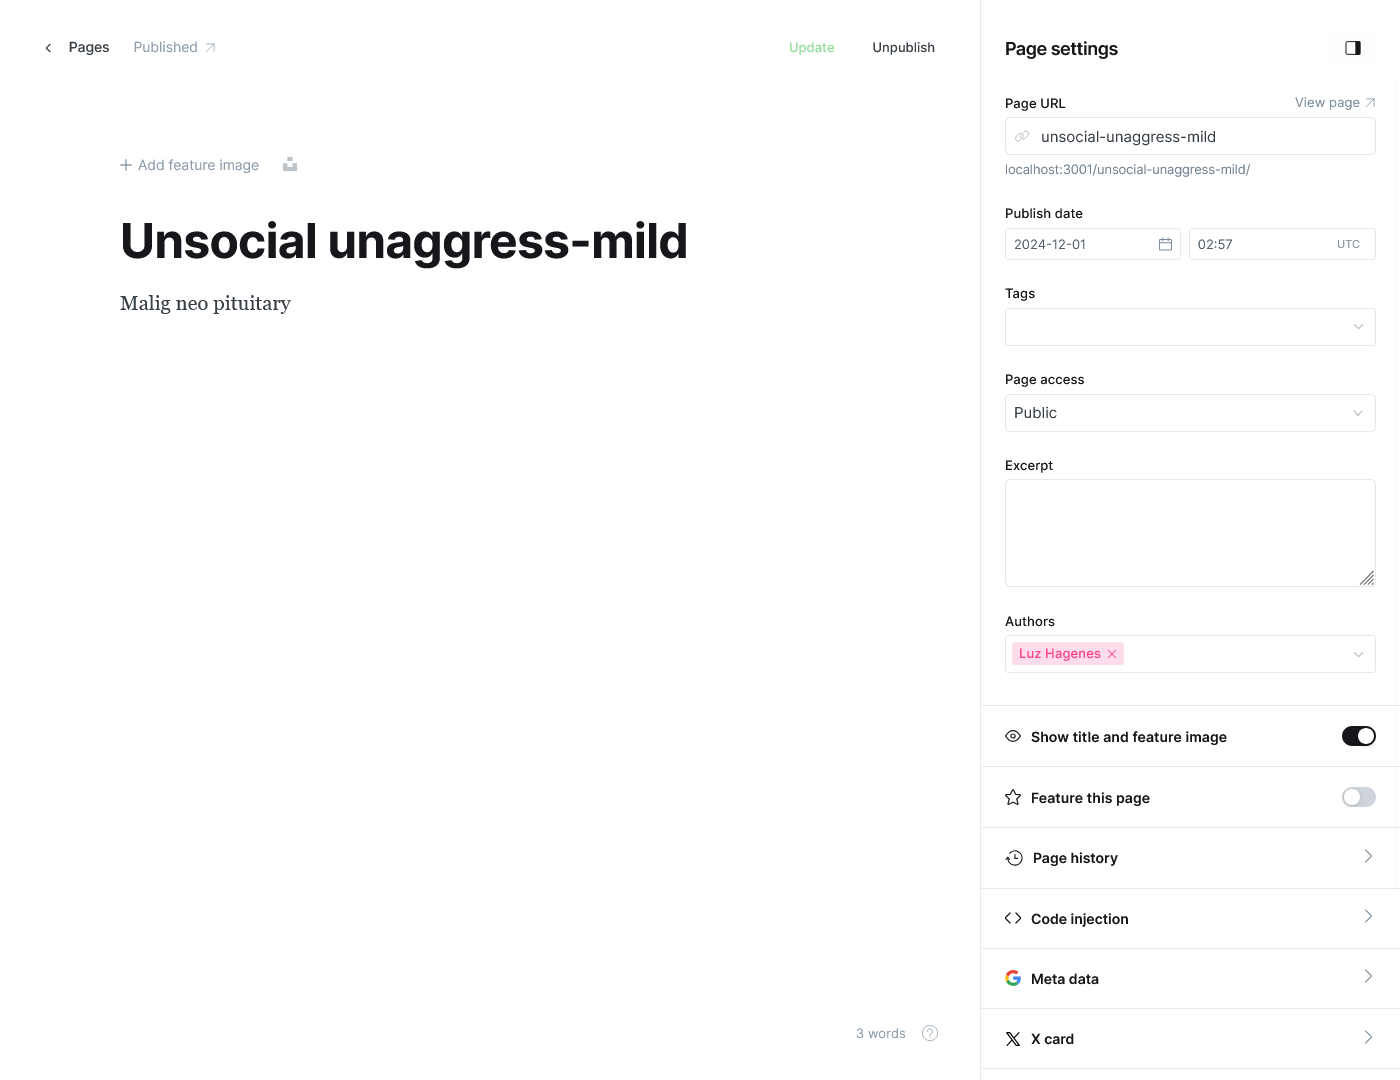 Pages
Published
Update
Unpublish
Add feature image
Unsocial unaggress-mild
Malig neo pituitary
3 words
?
Page settings
Page URL
View page
unsocial-unaggress-mild
localhost:3001/unsocial-unaggress-mild/
Publish date
2024-12-01
02:57
UTC
Tags
Page access
Public
Excerpt
Authors
Luz Hagenes
Show title and feature image
Feature this page
Page history
Code injection
Meta data
X card